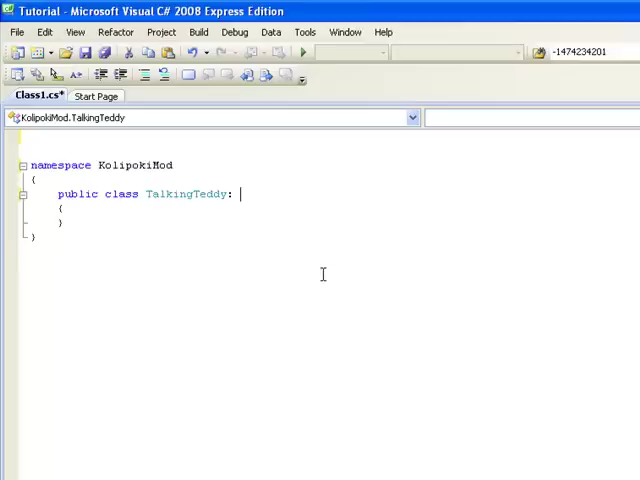 Tutorial - Microsoft Visual C# 2008 Express Edition
File Edit View Refactor Project Build Debug Data Tools Window Help
-1474234201
Class1.cs* Start Page
KolipokiMod.TalkingTeddy
namespace KolipokiMod
{
public class TalkingTeddy:
{
}
}